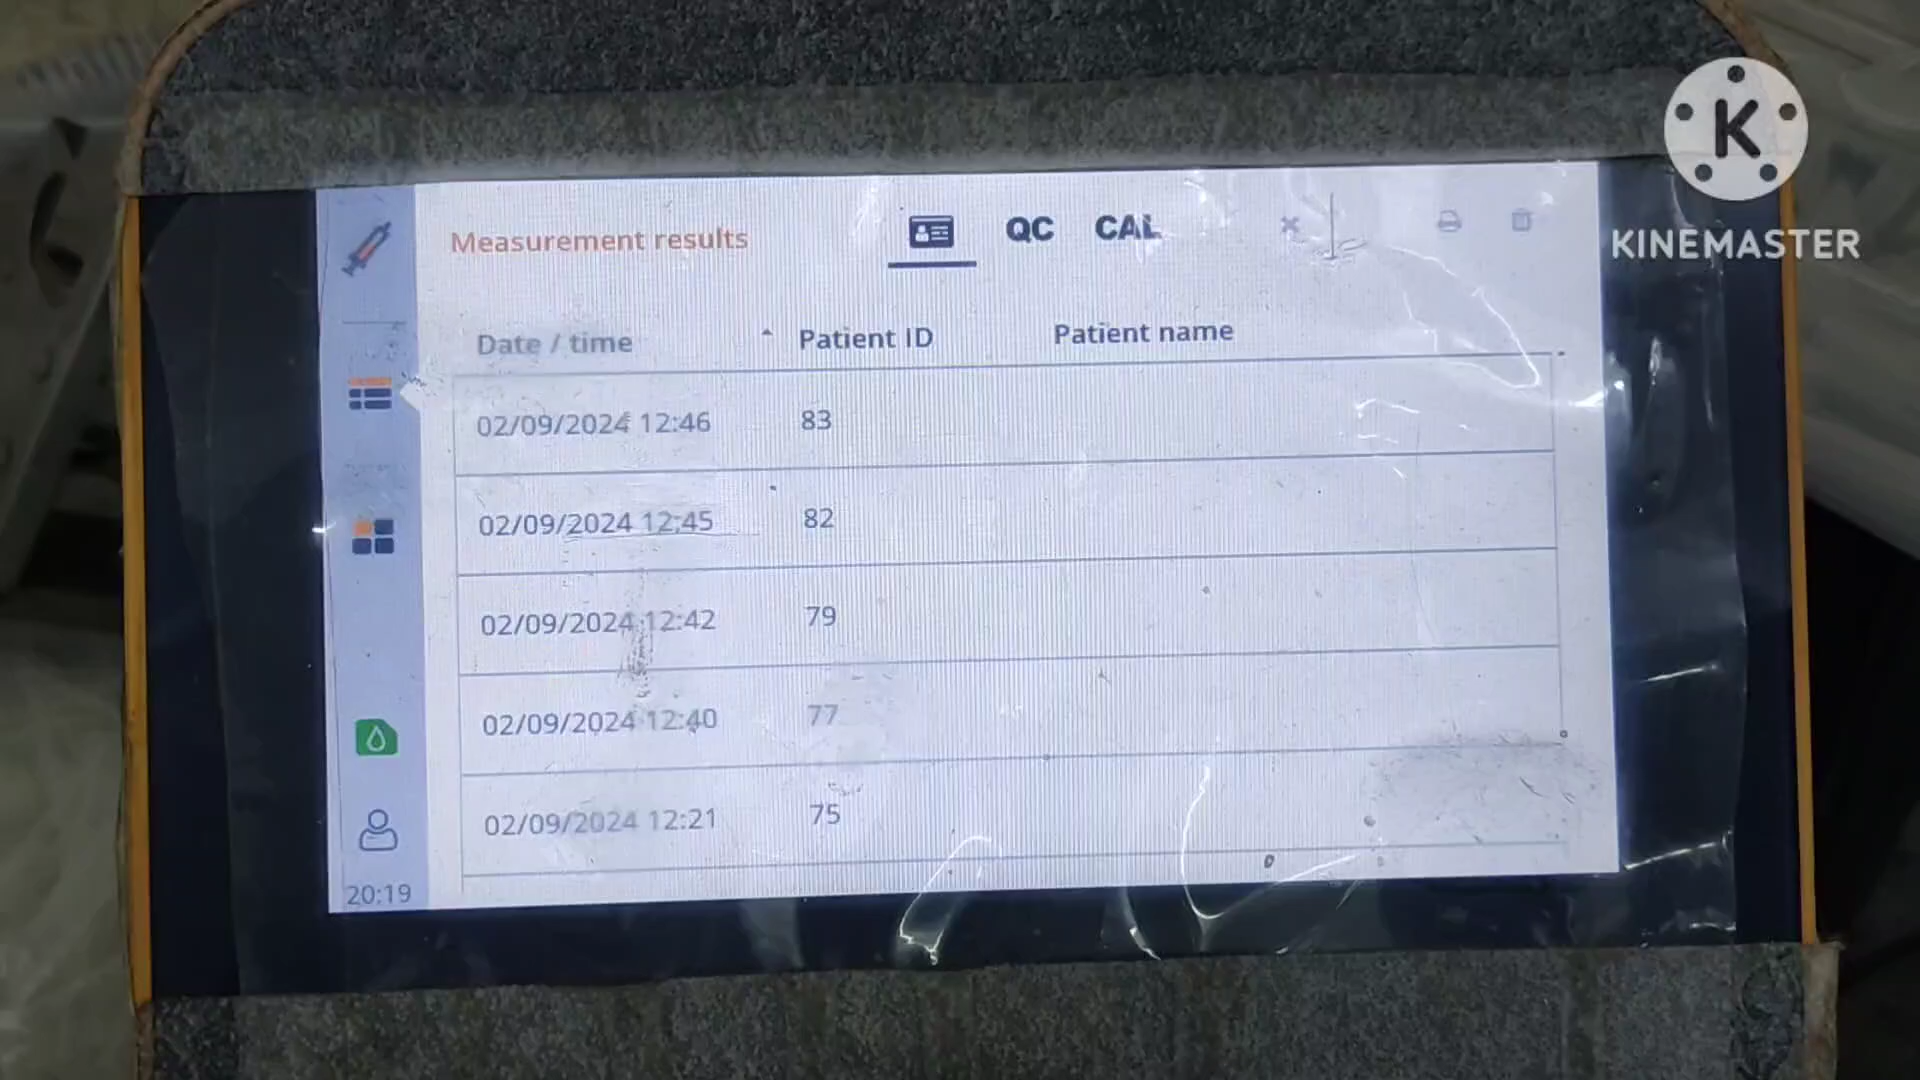 K
KINEMASTER
Measurement results
QC CAL
Date / time Patient ID Patient name
02/09/2024 12:46 83
02/09/2024 12:45 82
02/09/2024 12:42 79
02/09/2024 12:40 77
02/09/2024 12:21 75
20:19